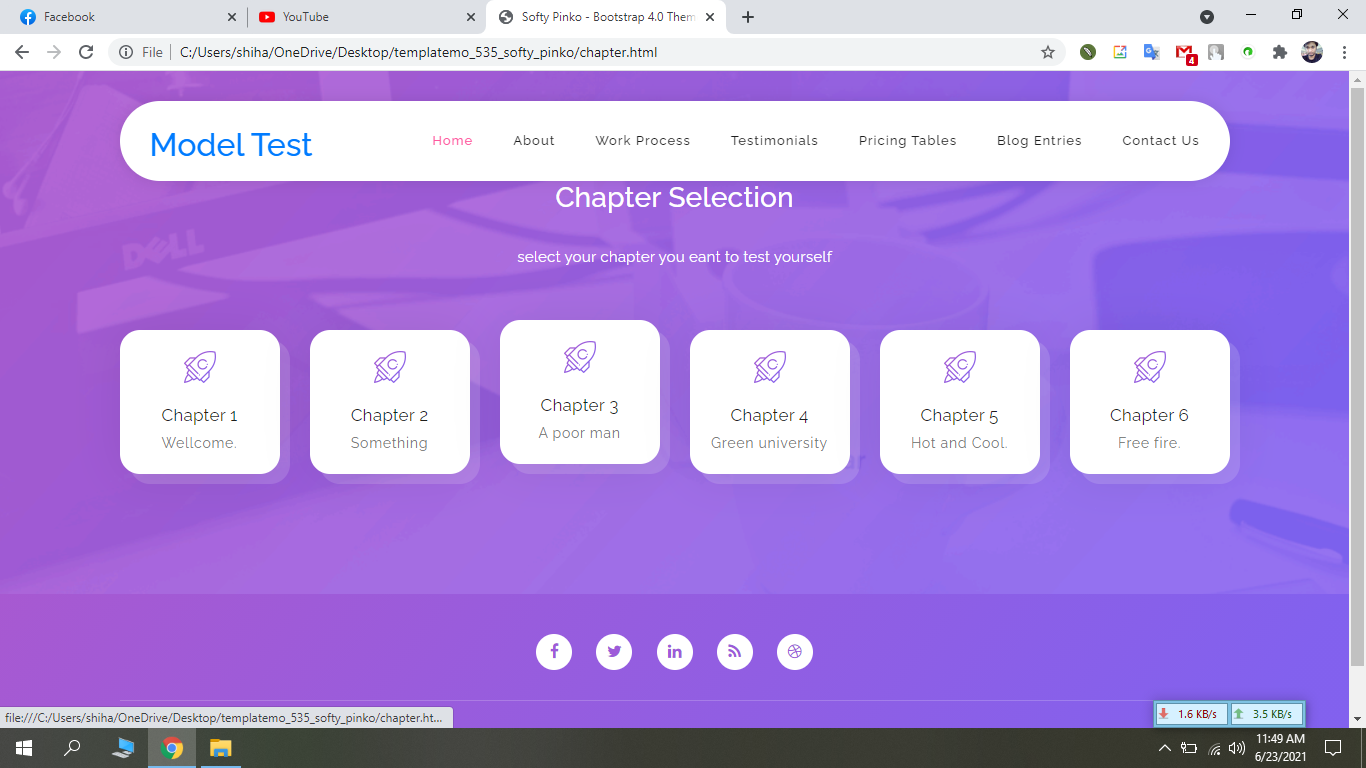 Facebook
YouTube
Softy Pinko - Bootstrap 4.0 Them
File
C:/Users/shiha/OneDrive/Desktop/templatemo_535_softy_pinko/chapter.html
4
Model Test
Home About Work Process Testimonials Pricing Tables Blog Entries Contact Us
Chapter Selection
DELL
select your chapter you eant to test yourself
Chapter 1
Wellcome.
Chapter 2
Something
Chapter 3
A poor man
Chapter 4
Green university
Chapter 5
Hot and Cool.
Chapter 6
Free fire.
file:///C:/Users/shiha/OneDrive/Desktop/templatemo_535_softy_pinko/chapter.ht...
1.6 KB/s
3.5 KB/s
11:49 AM
6/23/2021